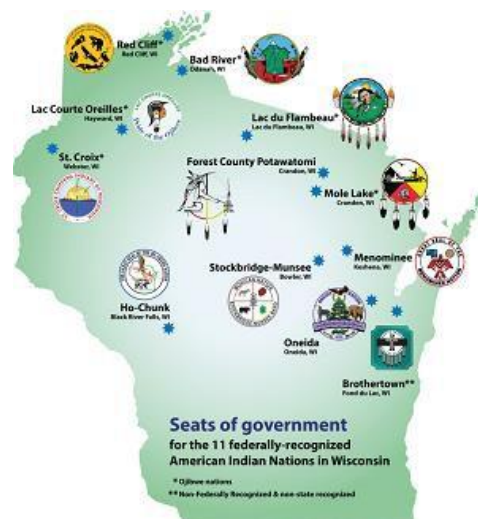 Red Cliff*
Red Cliff, WI
Bad River*
Odanah, WI
Lac Courte Oreilles*
Hayward, WI
Lac du Flambeau*
Lac du Flambeau, WI
St. Croix*
Webster, WI
Forest County Potawatomi
Crandon, WI
Mole Lake*
Crandon, WI
Menominee
Keshena, WI
Stockbridge-Munsee
Bowler, WI
Ho-Chunk
Black River Falls, WI
Oneida
Oneida, WI
Brothertown**
Fond du Lac, WI
Seats of government
for the 11 federally-recognized
American Indian Nations in Wisconsin
* Ojibwe nations
** Non-Federally Recognized & non-state recognized